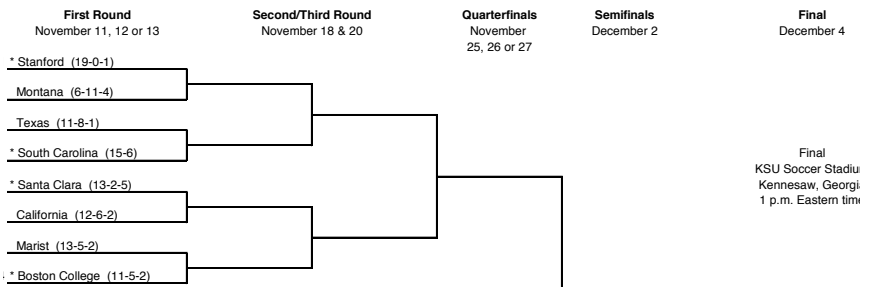 First Round
November 11, 12 or 13
Second/Third Round
November 18 & 20
Quarterfinals
November
25, 26 or 27
Semifinals
December 2
Final
December 4
* Stanford (19-0-1)
Montana (6-11-4)
Texas (11-8-1)
* South Carolina (15-6)
* Santa Clara (13-2-5)
California (12-6-2)
Marist (13-5-2)
* Boston College (11-5-2)
Final
KSU Soccer
Kennesaw,
1 p.m. Eastern time